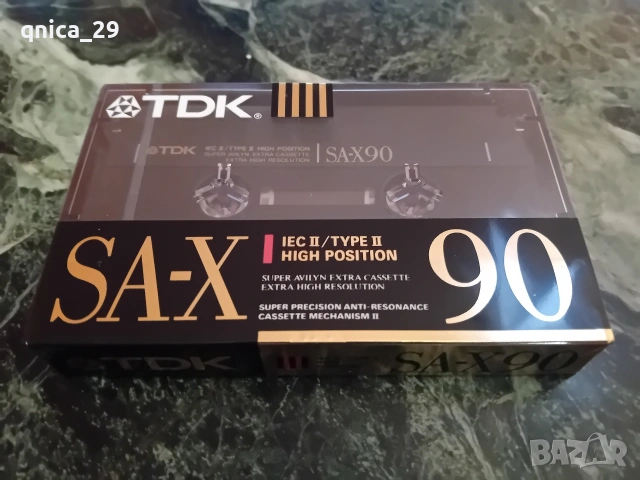 qnica_29
TDK®
TDK IEC II/TYPE II HIGH POSITION
SUPER AVILYN EXTRA CASSETTE
EXTRA HIGH RESOLUTION
SA-X90
SA-X
IEC II/TYPE II
HIGH POSITION
SUPER AVILYN EXTRA CASSETTE
EXTRA HIGH RESOLUTION
SUPER PRECISION ANTI-RESONANCE
CASSETTE MECHANISM II
90
TDK
SA-X90
BAZAR
bg